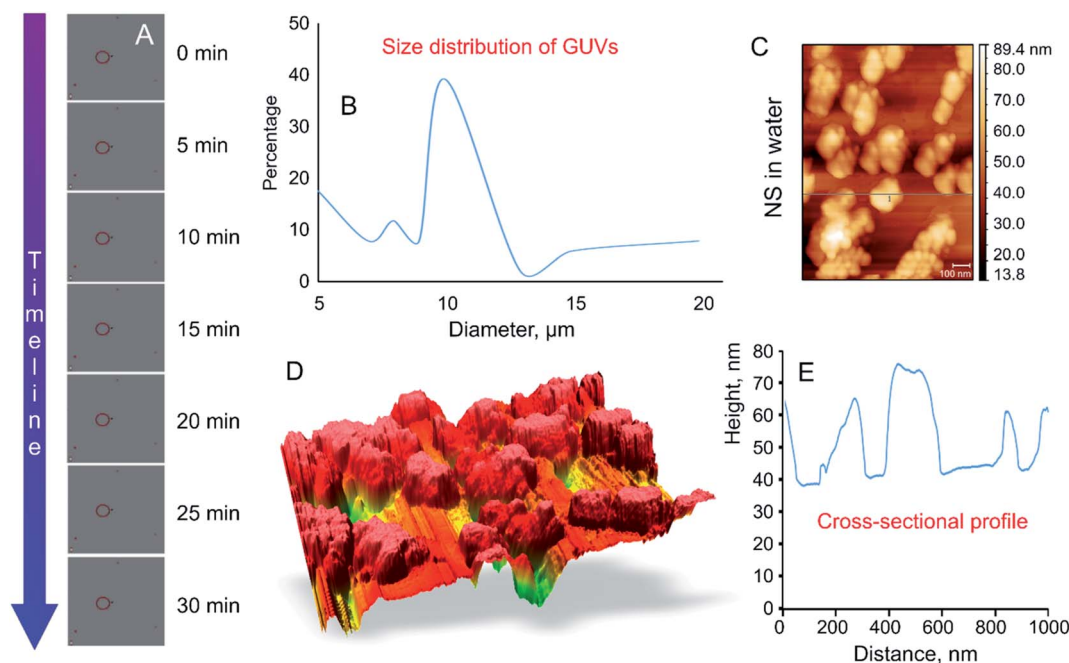 Timeline
A
0 min
5 min
10 min
15 min
20 min
25 min
30 min
B
Size distribution of GUVs
Percentage
50
40
30
20
10
0
5
10
15
20
Diameter, µm
C
NS in water
1
100 nm
89.4 nm
80.0
70.0
60.0
50.0
40.0
30.0
20.0
13.8
D
E
Height, nm
80
70
60
50
40
30
20
10
0
Cross-sectional profile
0
200
400
600
800
1000
Distance, nm